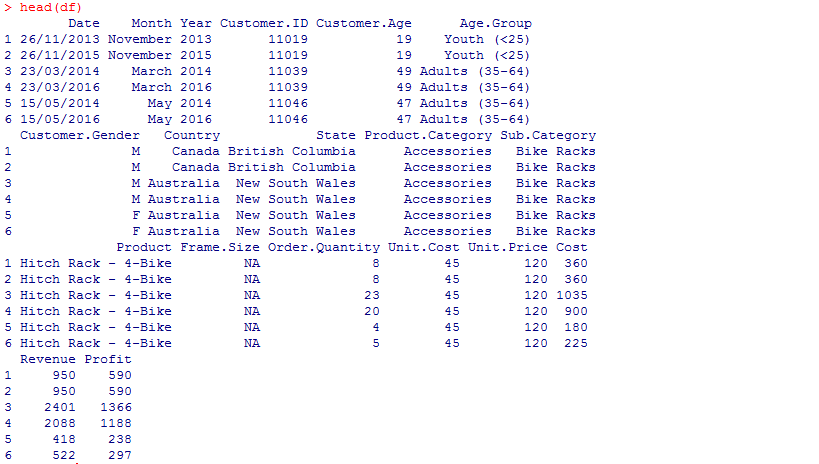 > head(df)
        Date    Month Year Customer.ID Customer.Age      Age.Group
1 26/11/2013 November 2013       11019           19    Youth (<25)
2 26/11/2015 November 2015       11019           19    Youth (<25)
3 23/03/2014    March 2014       11039           49 Adults (35-64)
4 23/03/2016    March 2016       11039           49 Adults (35-64)
5 15/05/2014      May 2014       11046           47 Adults (35-64)
6 15/05/2016      May 2016       11046           47 Adults (35-64)
  Customer.Gender   Country            State Product.Category Sub.Category
1               M    Canada British Columbia      Accessories   Bike Racks
2               M    Canada British Columbia      Accessories   Bike Racks
3               M Australia  New South Wales      Accessories   Bike Racks
4               M Australia  New South Wales      Accessories   Bike Racks
5               F Australia  New South Wales      Accessories   Bike Racks
6               F Australia  New South Wales      Accessories   Bike Racks
              Product Frame.Size Order.Quantity Unit.Cost Unit.Price Cost
1 Hitch Rack - 4-Bike         NA              8        45        120  360
2 Hitch Rack - 4-Bike         NA              8        45        120  360
3 Hitch Rack - 4-Bike         NA             23        45        120 1035
4 Hitch Rack - 4-Bike         NA             20        45        120  900
5 Hitch Rack - 4-Bike         NA              4        45        120  180
6 Hitch Rack - 4-Bike         NA              5        45        120  225
  Revenue Profit
1     950    590
2     950    590
3    2401   1366
4    2088   1188
5     418    238
6     522    297